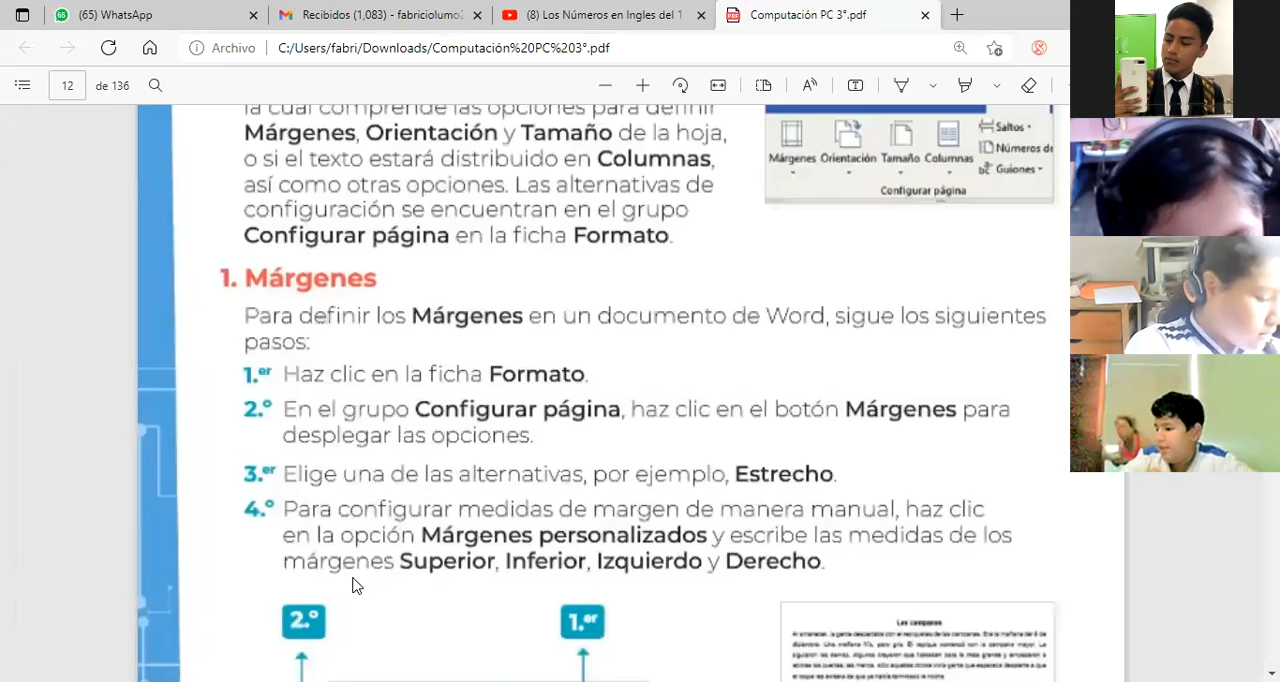 (65) WhatsApp
Recibidos (1,083) - fabriciolumo
(8) Los Números en Ingles del 1
Computación PC 3°.pdf
Archivo
C:/Users/fabri/Downloads/Computación%20PC%203°.pdf
12
de 136
la cual comprende las opciones para definir
Márgenes, Orientación y Tamaño de la hoja,
o si el texto estará distribuido en Columnas,
así como otras opciones. Las alternativas de
configuración se encuentran en el grupo
Configurar página en la ficha Formato.
Márgenes Orientación Tamaño Columnas
Saltos
Números de
Guiones
Configurar página
1. Márgenes
Para definir los Márgenes en un documento de Word, sigue los siguientes
pasos:
1.er Haz clic en la ficha Formato.
2.º En el grupo Configurar página, haz clic en el botón Márgenes para
desplegar las opciones.
3.er Elige una de las alternativas, por ejemplo, Estrecho.
4.º Para configurar medidas de margen de manera manual, haz clic
en la opción Márgenes personalizados y escribe las medidas de los
márgenes Superior, Inferior, Izquierdo y Derecho.
2.º
1.er
Las campanas